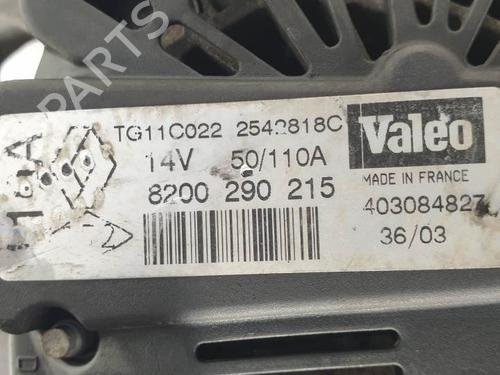 TG11C022 2542818C
Valeo
14V 50/110A
MADE IN FRANCE
8200 290 215
403084827
36/03
B-PARTS